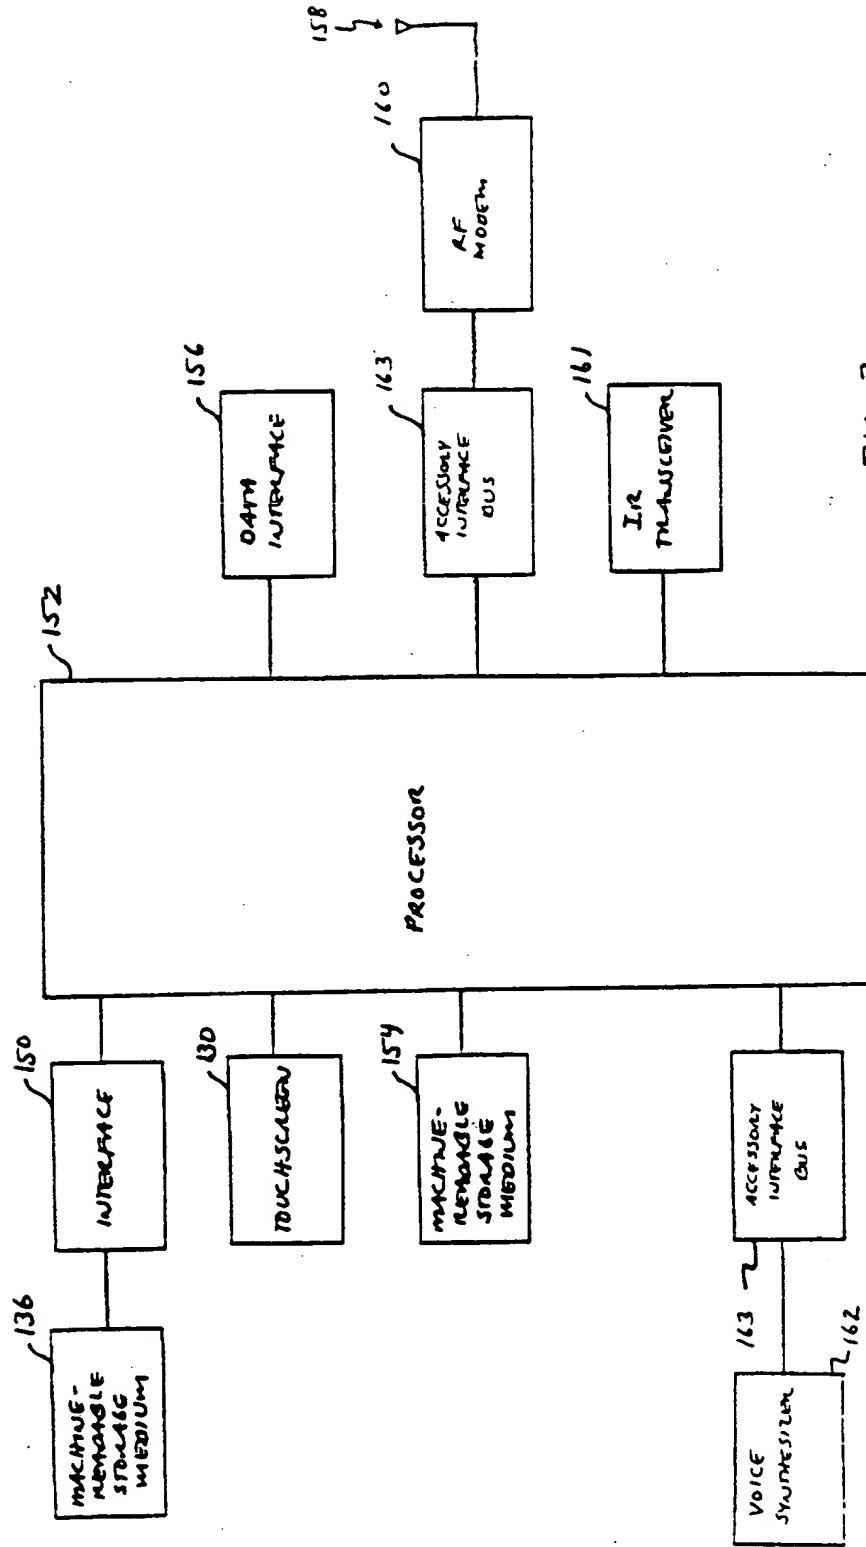 158
160
RF
MODEM
156
DATA
INTERFACE
163
ACCESSORY
INTERFACE
BUS
161
IR
TRANSCEIVER
152
PROCESSOR
150
INTERFACE
130
TOUCHSCREEN
154
MACHINE-
READABLE
STORAGE
MEDIUM
ACCESSORY
INTERFACE
BUS
163
136
MACHINE-
READABLE
STORAGE
MEDIUM
VOICE
SYNTHESIZER
162